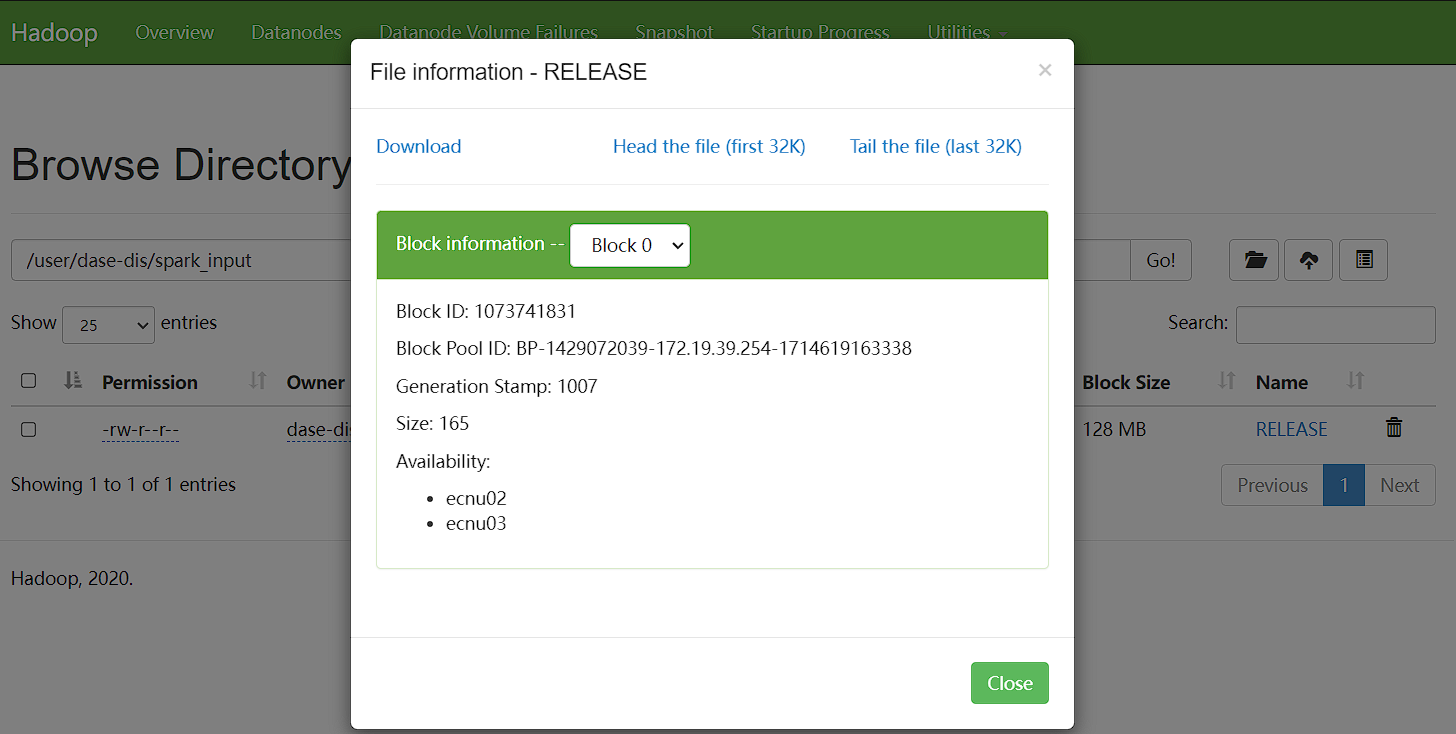 Hadoop Overview Datanodes Datanode Volume Failures Snapshot Startup Progress Utilities
File information - RELEASE ×
Download Head the file (first 32K) Tail the file (last 32K)
Browse Directory
Block information -- Block 0
/user/dase-dis/spark_input Go!
Block ID: 1073741831
Show 25 entries Search:
Block Pool ID: BP-1429072039-172.19.39.254-1714619163338
Permission Owner Block Size Name
Generation Stamp: 1007
Size: 165
-rw-r--r-- dase-dis 128 MB RELEASE
Availability:
Showing 1 to 1 of 1 entries Previous 1 Next
ecnu02
ecnu03
Hadoop, 2020.
Close